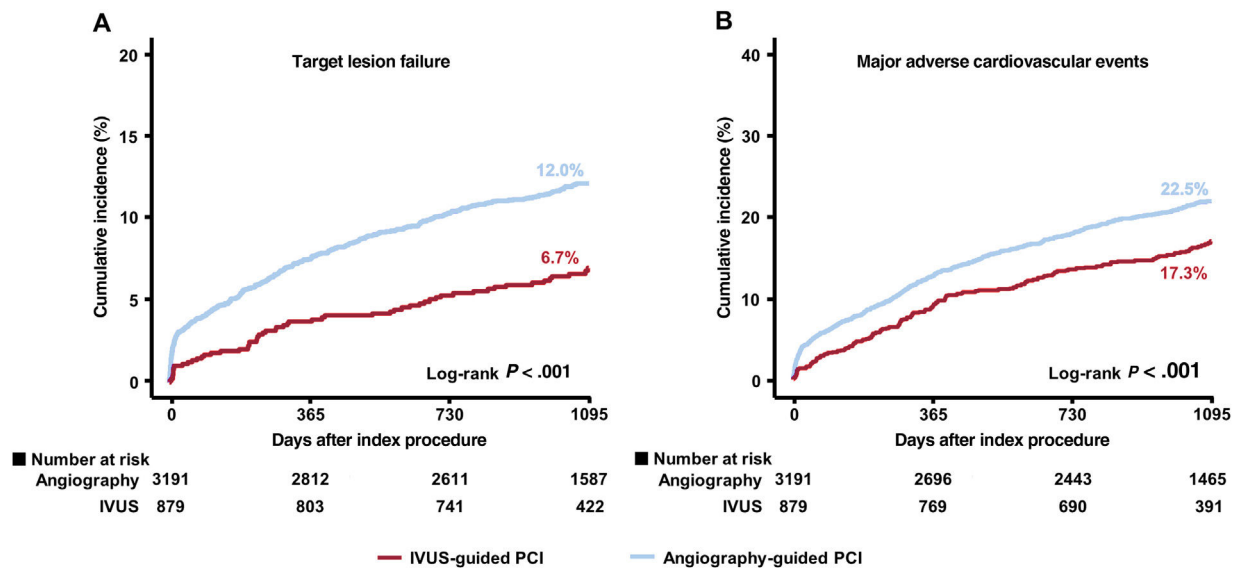 A
Target lesion failure
Cumulative incidence (%)
20
15
10
5
0
12.0%
6.7%
Log-rank P < .001
0 365 730 1095
Days after index procedure
■ Number at risk
Angiography 3191 2812 2611 1587
IVUS 879 803 741 422
B
Major adverse cardiovascular events
Cumulative incidence (%)
40
30
20
10
0
22.5%
17.3%
Log-rank P < .001
0 365 730 1095
Days after index procedure
■ Number at risk
Angiography 3191 2696 2443 1465
IVUS 879 769 690 391
IVUS-guided PCI Angiography-guided PCI